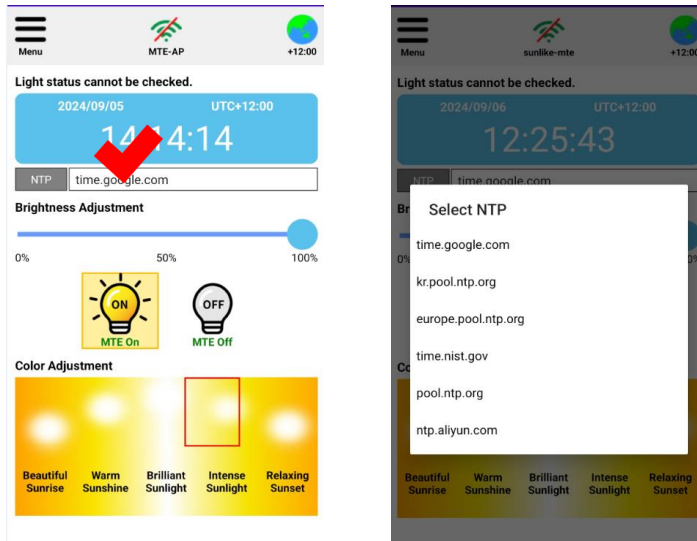 Menu
MTE-AP
+12:00
Light status cannot be checked.
2024/09/05 UTC+12:00
14:14:14
NTP time.google.com
Brightness Adjustment
0% 50% 100%
ON OFF
MTE On MTE Off
Color Adjustment
Beautiful Sunrise
Warm Sunshine
Brilliant Sunlight
Intense Sunlight
Relaxing Sunset
Menu
sunlike-mte
+12:00
Light status cannot be checked.
2024/09/06 UTC+12:00
12:25:43
NTP time.google.com
Select NTP
time.google.com
kr.pool.ntp.org
europe.pool.ntp.org
time.nist.gov
pool.ntp.org
ntp.aliyun.com
Beautiful Sunrise
Warm Sunshine
Brilliant Sunlight
Intense Sunlight
Relaxing Sunset